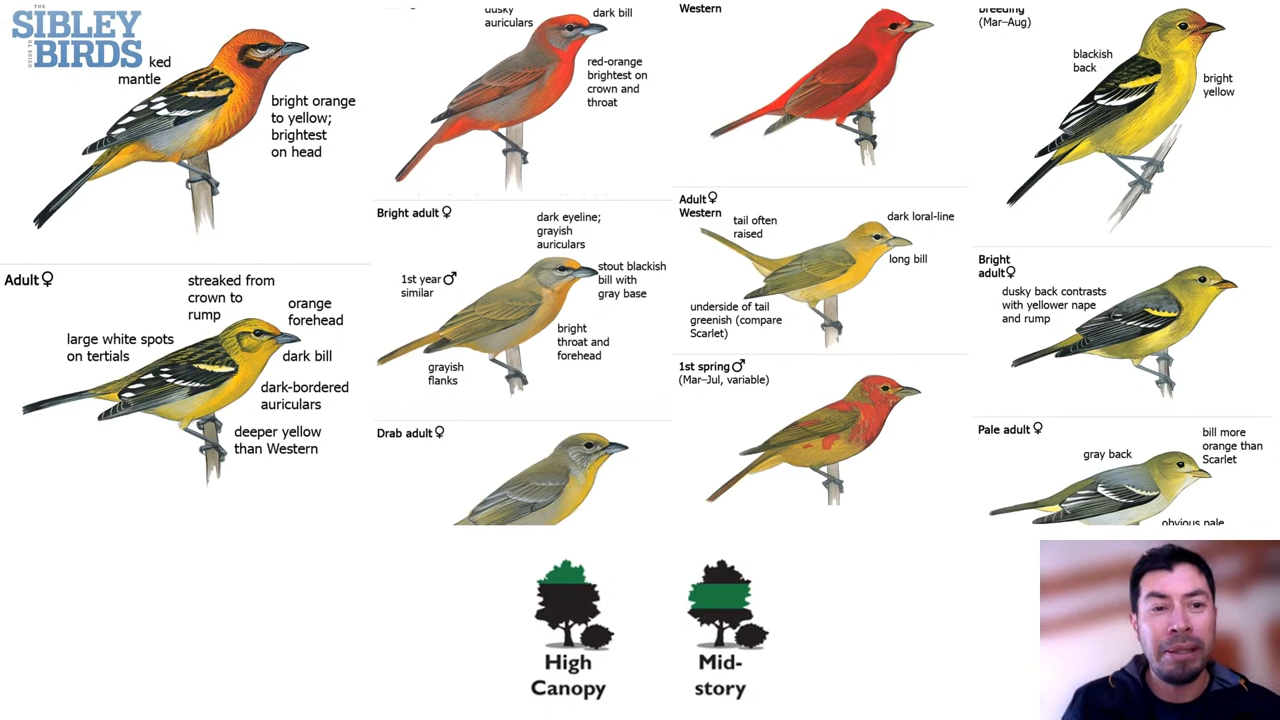 THE
SIBLEY
GUIDE TO
BIRDS
ked
mantle
bright orange
to yellow;
brightest
on head
Adult♀
streaked from
crown to
rump
orange
forehead
large white spots
on tertials
dark bill
dark-bordered
auriculars
deeper yellow
than Western
dusky
auriculars
dark bill
red-orange
brightest on
crown and
throat
Bright adult♀
dark eyeline;
grayish
auriculars
1st year♂
similar
stout blackish
bill with
gray base
bright
throat and
forehead
grayish
flanks
Drab adult♀
Western
Adult♀
Western
tail often
raised
dark loral-line
long bill
underside of tail
greenish (compare
Scarlet)
1st spring♂
(Mar–Jul, variable)
breeding
(Mar–Aug)
blackish
back
bright
yellow
Bright
adult♀
dusky back contrasts
with yellower nape
and rump
Pale adult♀
bill more
orange than
Scarlet
gray back
obvious pale
High
Canopy
Mid-
story